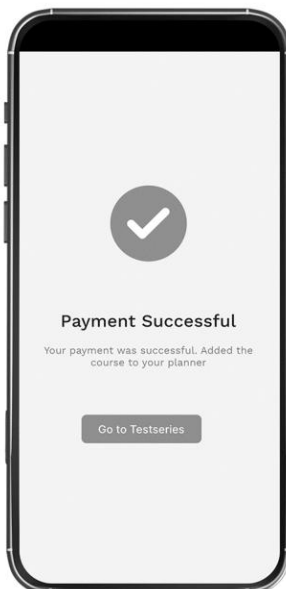 Payment Successful
Your payment was successful. Added the
course to your planner
Go to Testseries